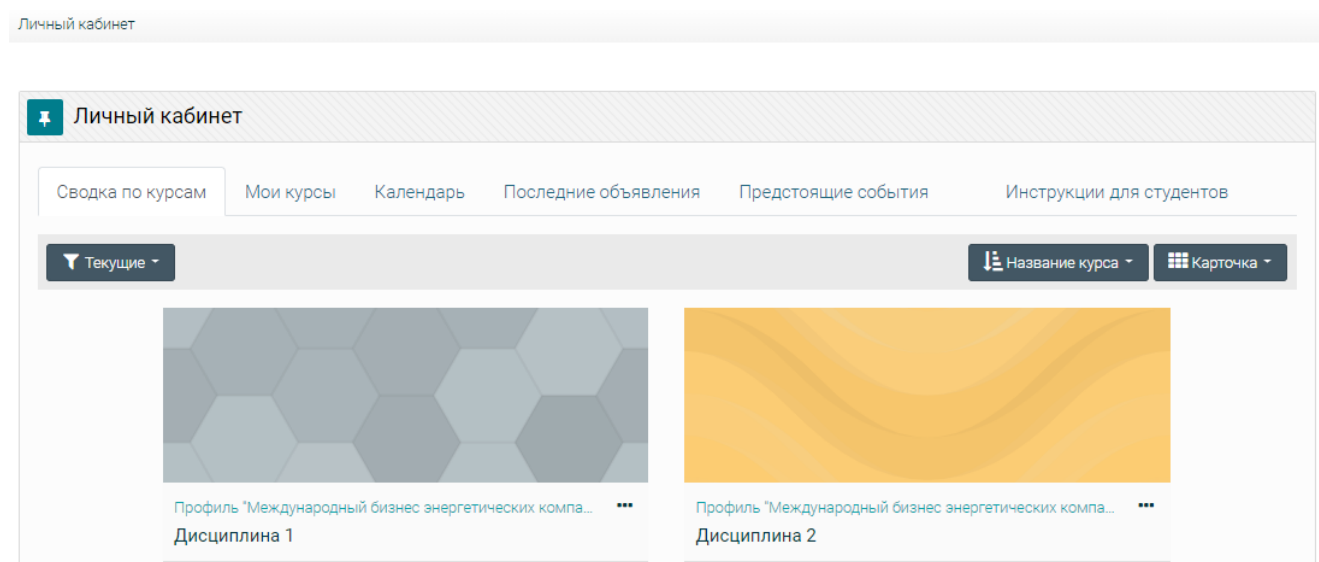 Личный кабинет
Личный кабинет
Сводка по курсам Мои курсы Календарь Последние объявления Предстоящие события Инструкции для студентов
Текущие Название курса Карточка
Профиль "Международный бизнес энергетических компа... Профиль "Международный бизнес энергетических компа...
Дисциплина 1 Дисциплина 2